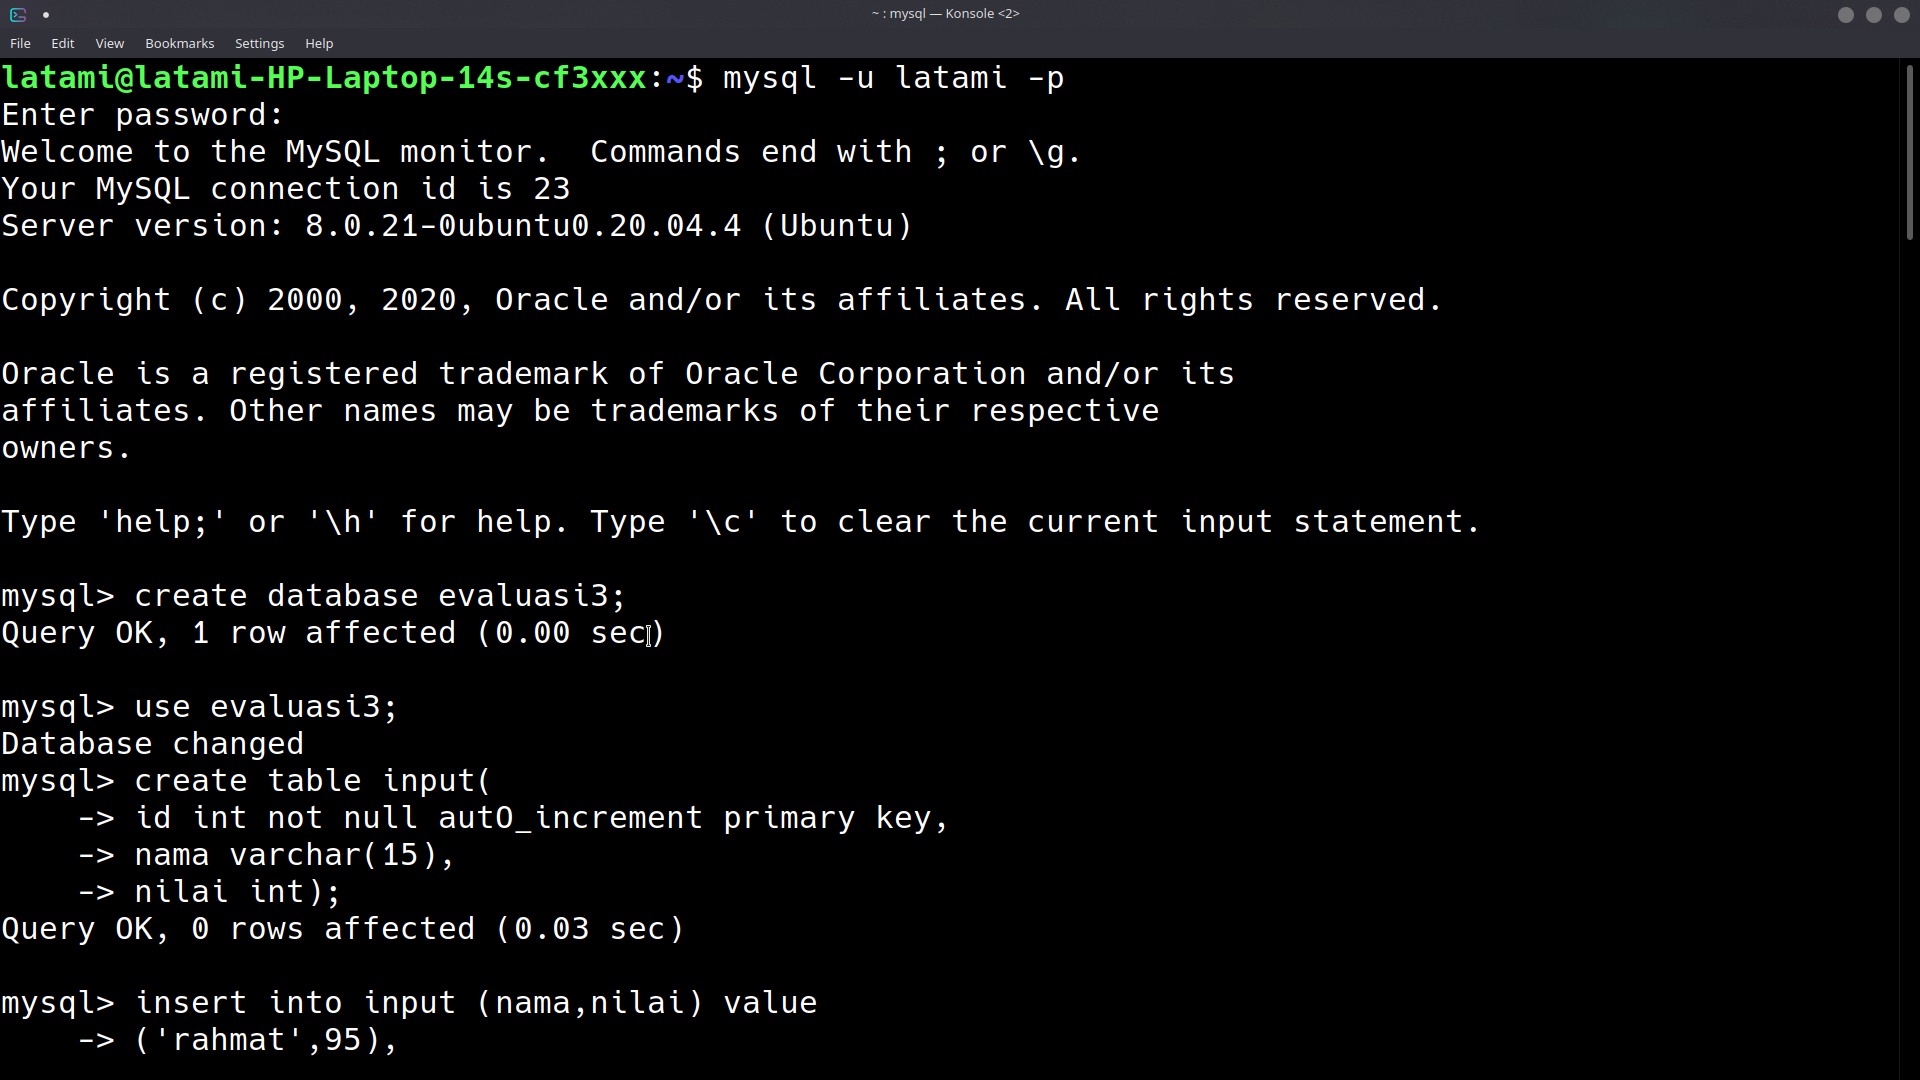 ~ : mysql — Konsole <2>
File Edit View Bookmarks Settings Help
latami@latami-HP-Laptop-14s-cf3xxx:~$ mysql -u latami -p
Enter password:
Welcome to the MySQL monitor.  Commands end with ; or \g.
Your MySQL connection id is 23
Server version: 8.0.21-0ubuntu0.20.04.4 (Ubuntu)
Copyright (c) 2000, 2020, Oracle and/or its affiliates. All rights reserved.
Oracle is a registered trademark of Oracle Corporation and/or its
affiliates. Other names may be trademarks of their respective
owners.
Type 'help;' or '\h' for help. Type '\c' to clear the current input statement.
mysql> create database evaluasi3;
Query OK, 1 row affected (0.00 sec)
mysql> use evaluasi3;
Database changed
mysql> create table input(
    -> id int not null autO_increment primary key,
    -> nama varchar(15),
    -> nilai int);
Query OK, 0 rows affected (0.03 sec)
mysql> insert into input (nama,nilai) value
    -> ('rahmat',95),